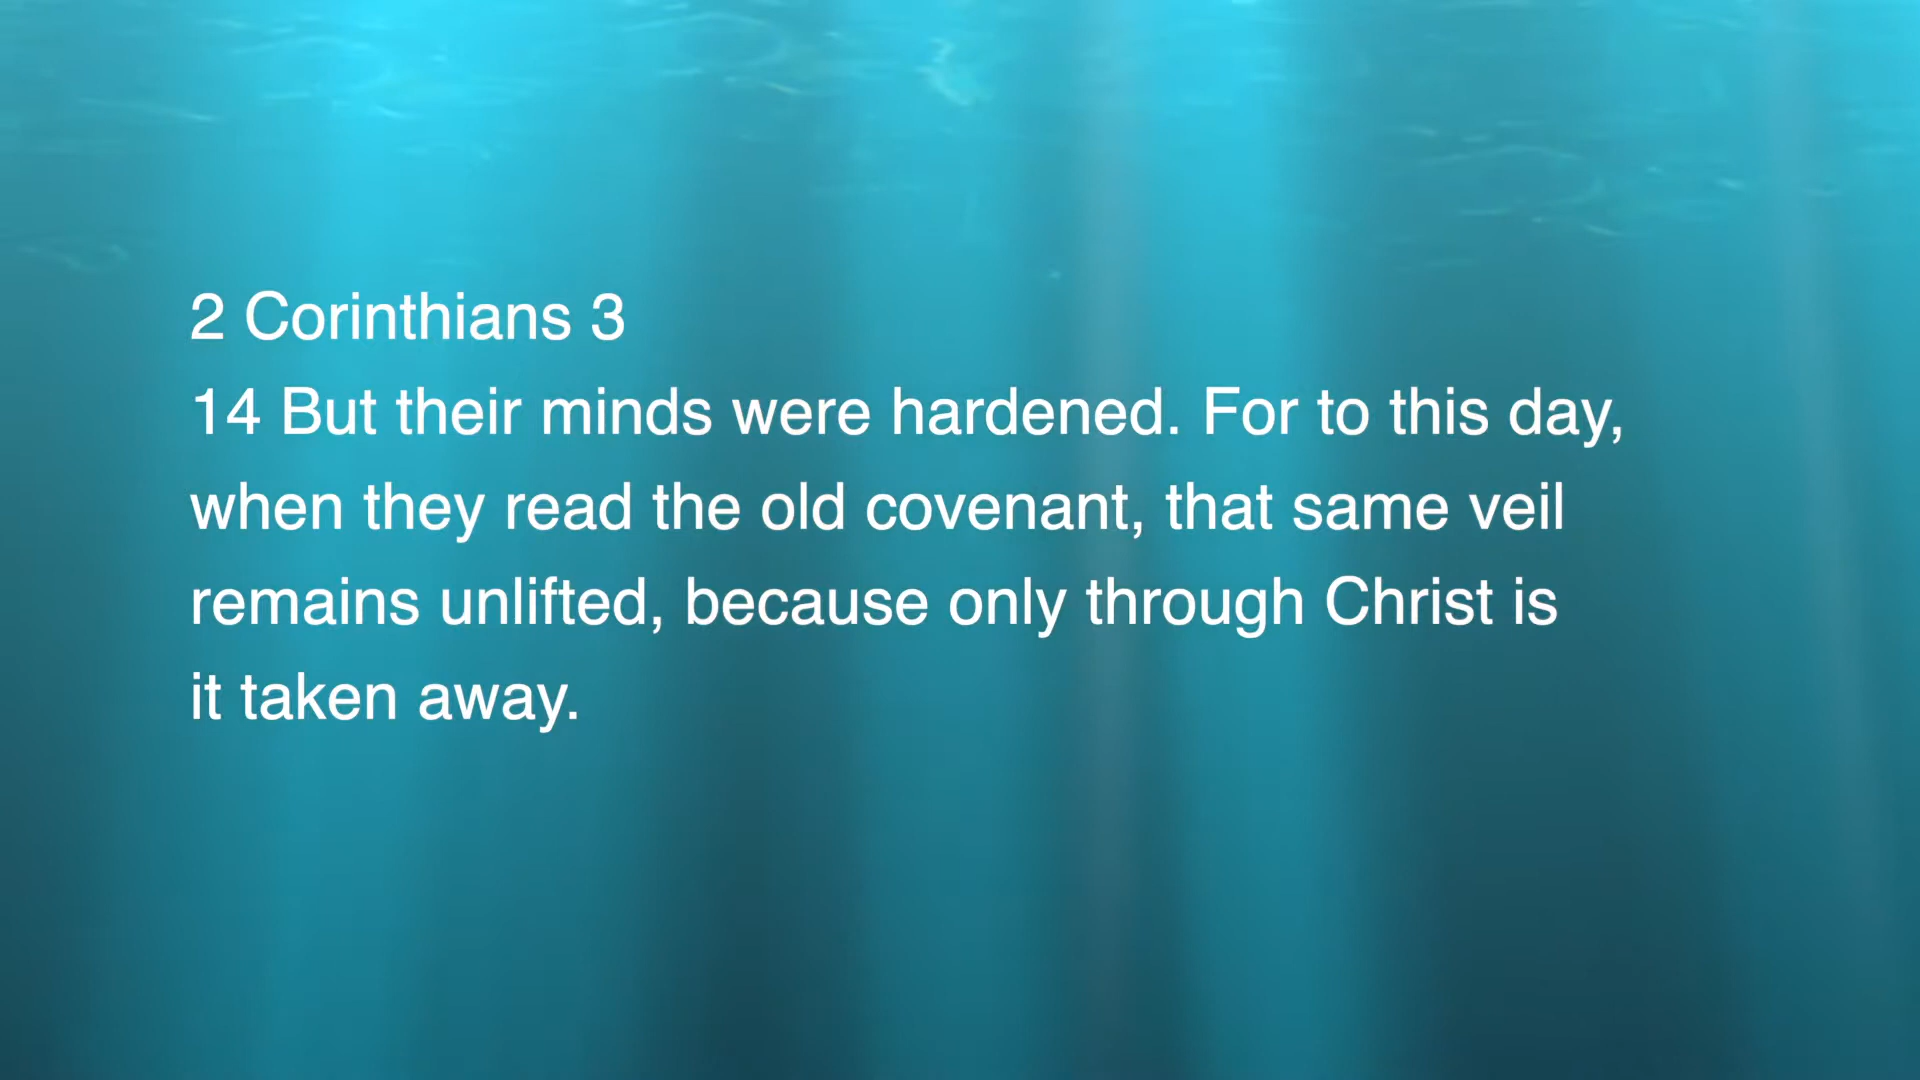 2 Corinthians 3
14 But their minds were hardened. For to this day,
when they read the old covenant, that same veil
remains unlifted, because only through Christ is
it taken away.